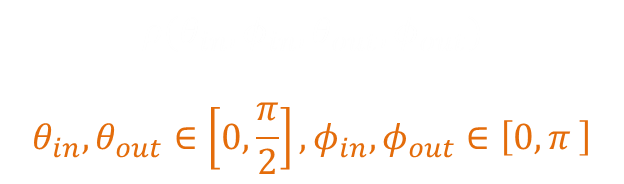 θ_in, θ_out ∈ [0, π/2], ϕ_in, ϕ_out ∈ [0, π]